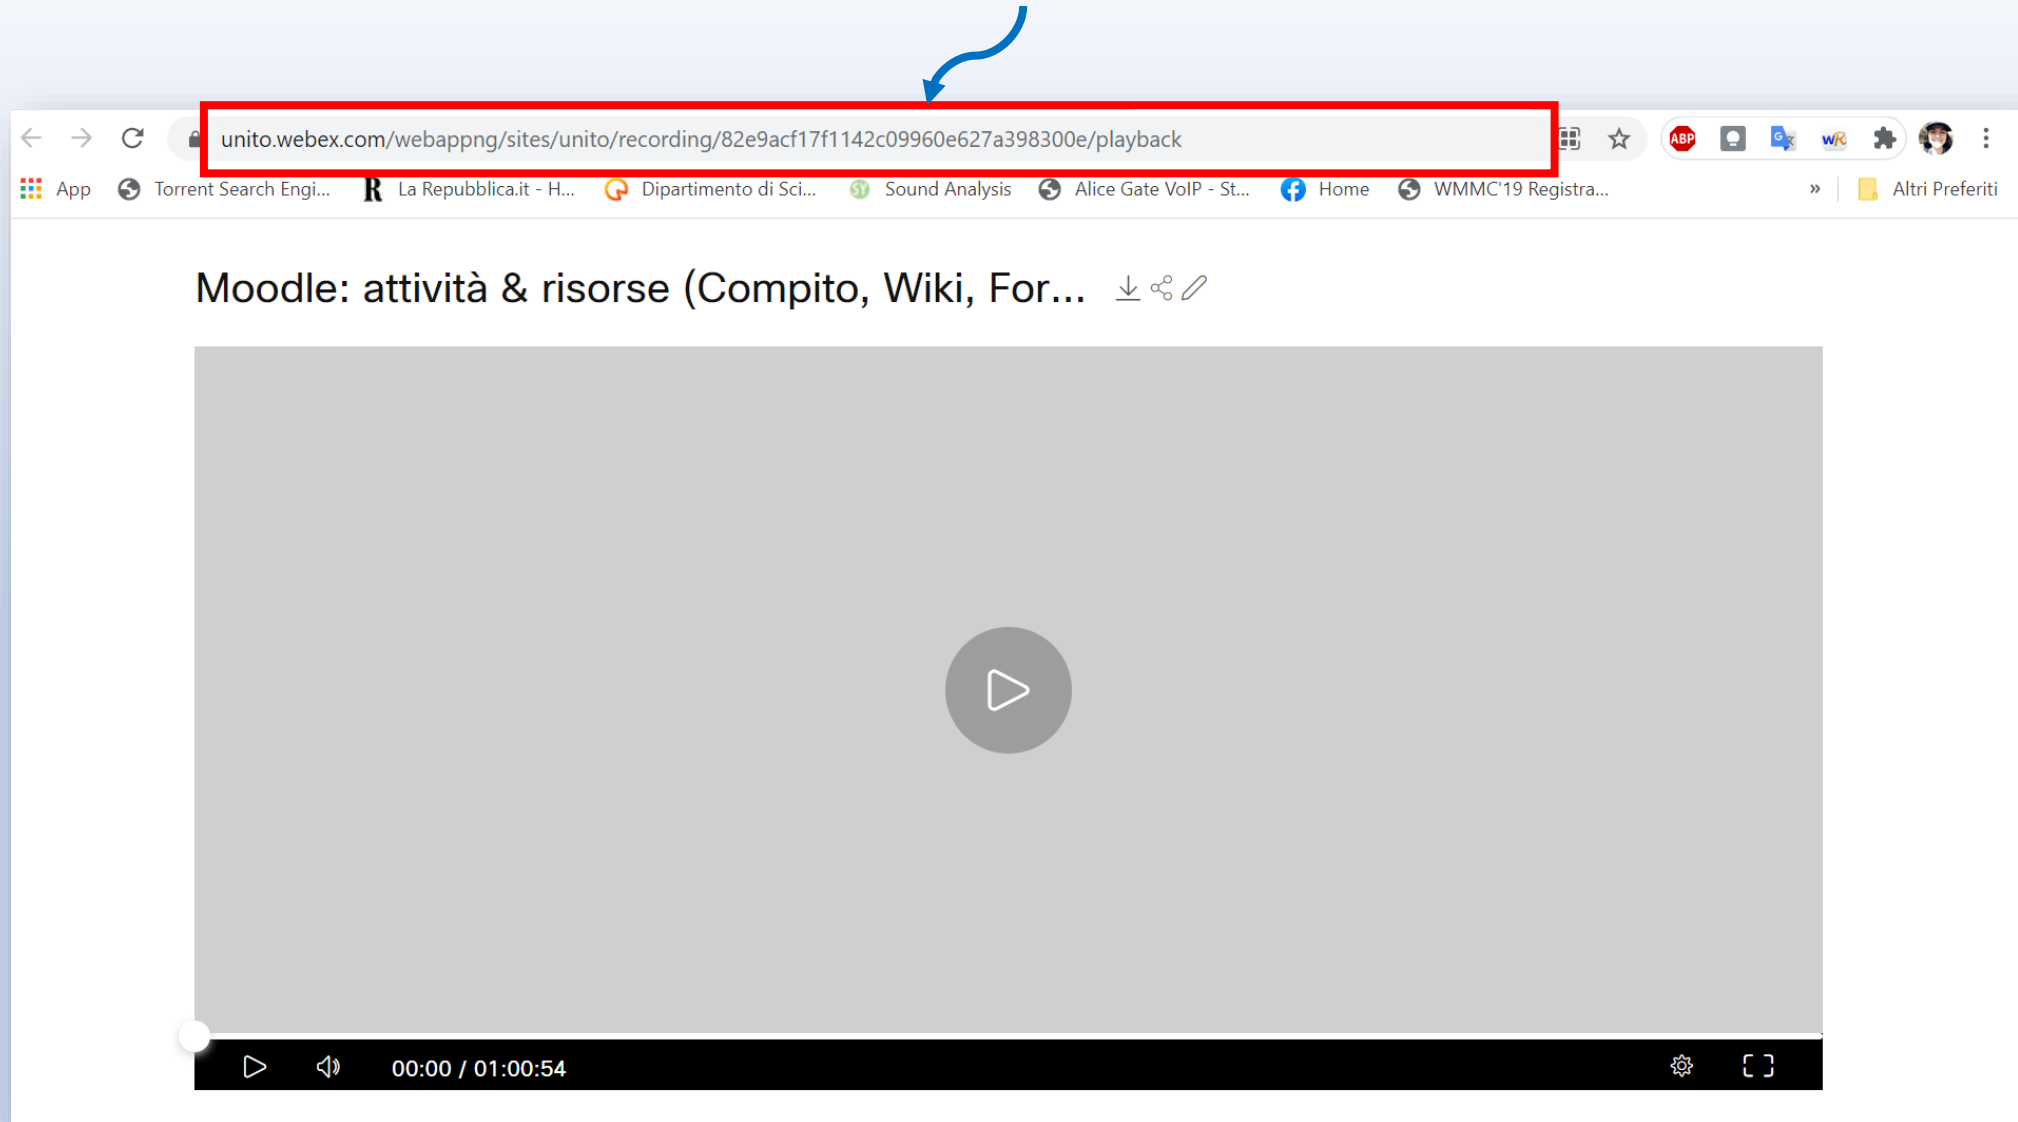 unito.webex.com/webappng/sites/unito/recording/82e9acf17f1142c09960e627a398300e/playback
ABP
G
WR
App Torrent Search Engi... R La Repubblica.it - H... Dipartimento di Sci... SY Sound Analysis Alice Gate VoIP - St... Home WMMC'19 Registra... » Altri Preferiti
Moodle: attività & risorse (Compito, Wiki, For...
00:00 / 01:00:54